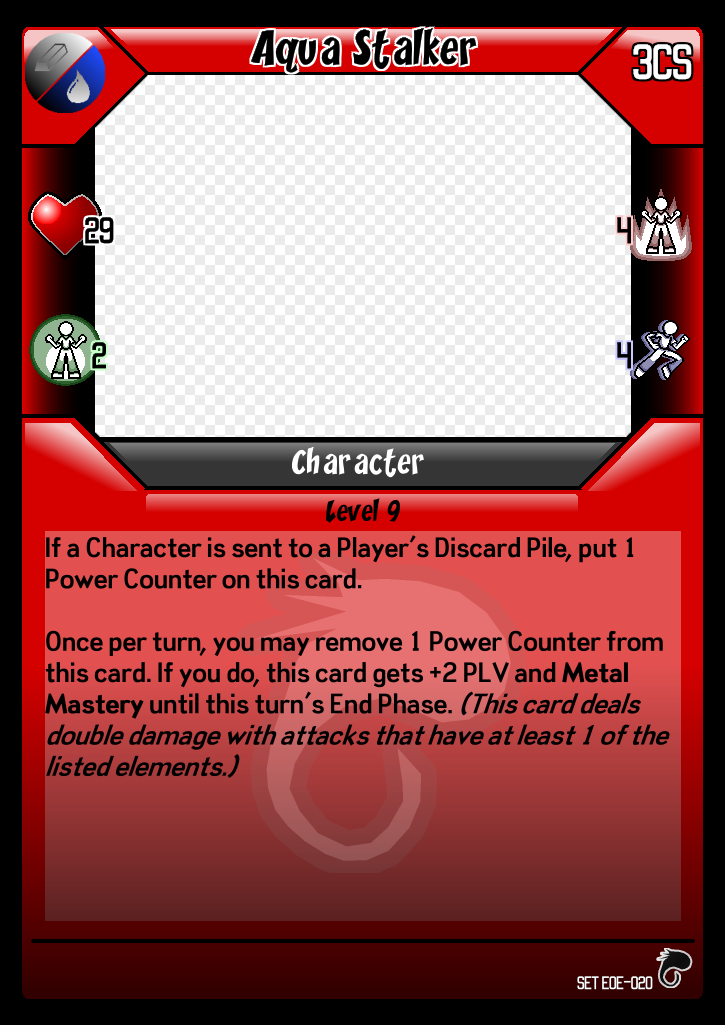 Aqua Stalker
3CS
29
4
2
4
Character
Level 9
If a Character is sent to a Player's Discard Pile, put 1
Power Counter on this card.
Once per turn, you may remove 1 Power Counter from
this card. If you do, this card gets +2 PLV and Metal
Mastery until this turn's End Phase. (This card deals
double damage with attacks that have at least 1 of the
listed elements.)
SET EOE-020